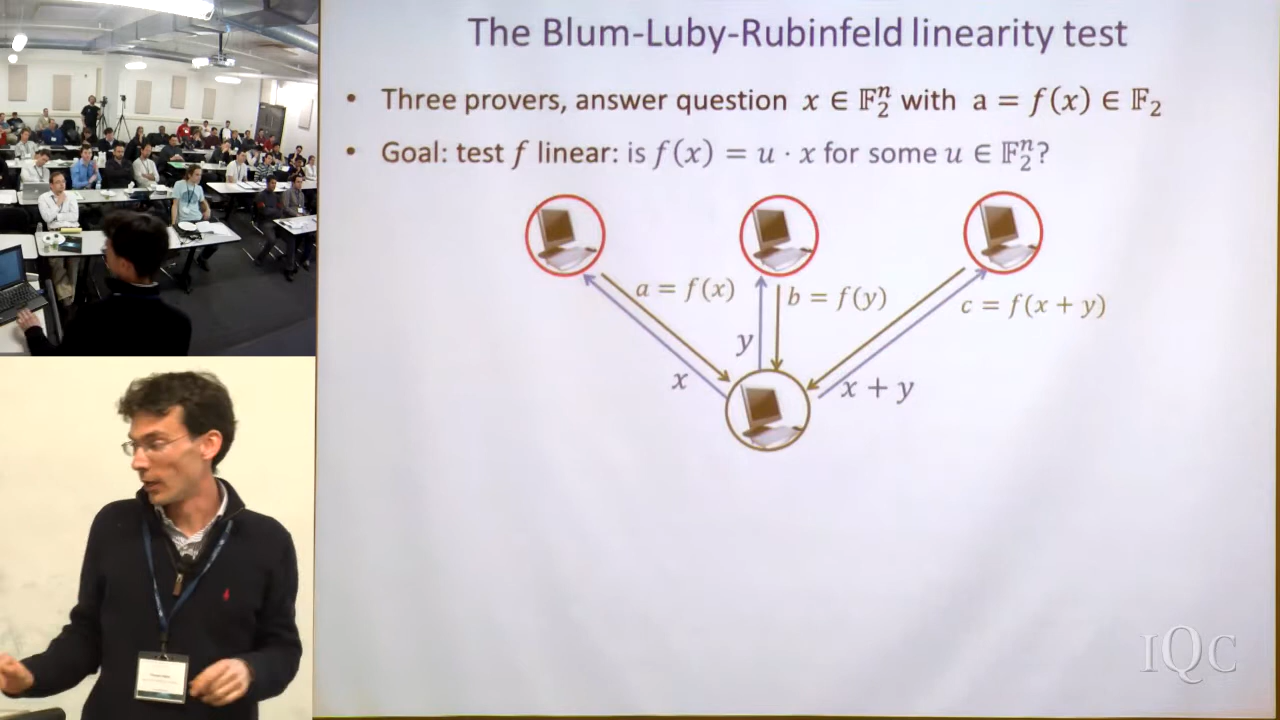 The Blum-Luby-Rubinfeld linearity test
• Three provers, answer question x ∈ 𝔽₂ⁿ with a = f(x) ∈ 𝔽₂
• Goal: test f linear: is f(x) = u · x for some u ∈ 𝔽₂ⁿ?
a = f(x)
b = f(y)
c = f(x + y)
y
x
x + y
IQC